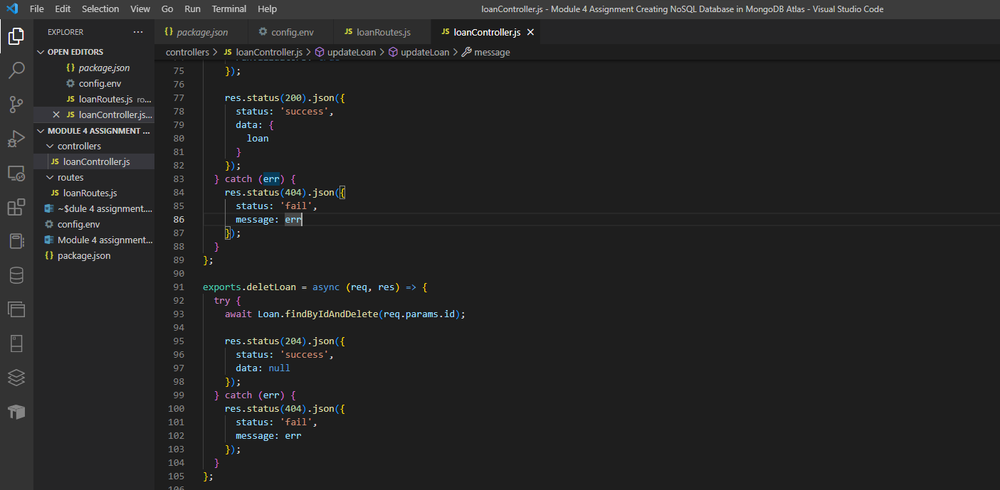 File Edit Selection View Go Run Terminal Help
loanController.js - Module 4 Assignment Creating NoSQL Database in MongoDB Atlas - Visual Studio Code
EXPLORER ...
OPEN EDITORS
{} package.json
config.env
JS loanRoutes.js ro...
JS loanController.js...
MODULE 4 ASSIGNMENT ...
controllers
JS loanController.js
routes
JS loanRoutes.js
~$dule 4 assignment....
config.env
Module 4 assignment...
{} package.json
{} package.json
config.env
JS loanRoutes.js
JS loanController.js
controllers > JS loanController.js > updateLoan > updateLoan > message
75 });
76
77 res.status(200).json({
78 status: 'success',
79 data: {
80 loan
81 }
82 });
83 } catch (err) {
84 res.status(404).json({
85 status: 'fail',
86 message: err
87 });
88 }
89 };
90
91 exports.deletLoan = async (req, res) => {
92 try {
93 await Loan.findByIdAndDelete(req.params.id);
94
95 res.status(204).json({
96 status: 'success',
97 data: null
98 });
99 } catch (err) {
100 res.status(404).json({
101 status: 'fail',
102 message: err
103 });
104 }
105 };